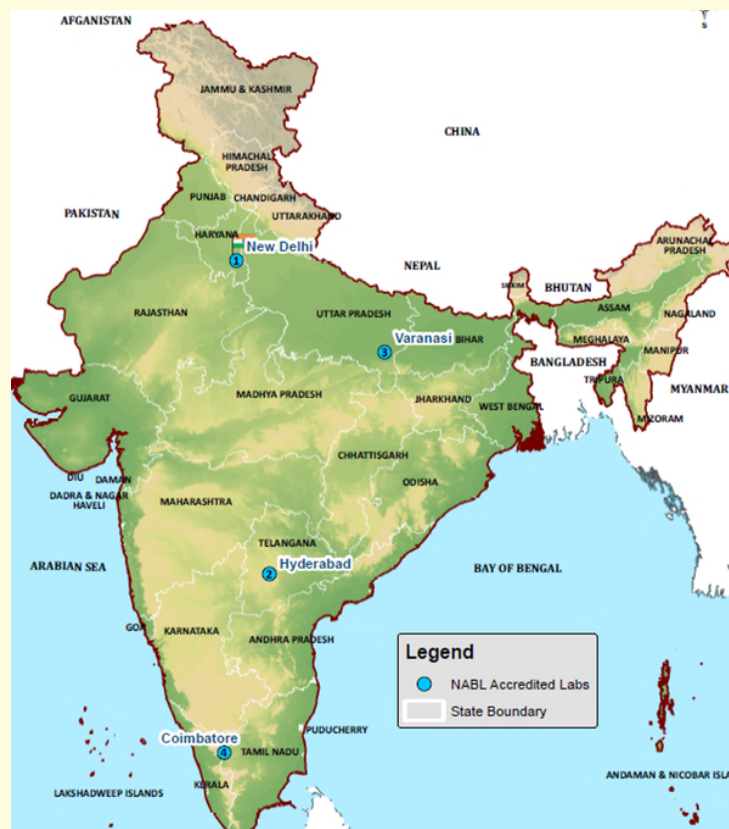 AFGANISTAN
S
JAMMU & KASHMIR
CHINA
HIMACHAL
PRADESH
PUNJAB
CHANDIGARH
PAKISTAN
UTTARAKHAND
HARYANA
New Delhi
1
ARUNACHAL
PRADESH
NEPAL
SIKKIM
BHUTAN
RAJASTHAN
UTTAR PRADESH
ASSAM
NAGALAND
Varanasi
3
BIHAR
MEGHALAYA
MANIPUR
BANGLADESH
TRIPURA
MYANMAR
MADHYA PRADESH
GUJARAT
JHARKHAND
WEST BENGAL
MIZORAM
CHHATTISGARH
DIU
DAMAN
ODISHA
DADRA & NAGAR
HAVELI
MAHARASHTRA
TELANGANA
Hyderabad
2
ARABIAN SEA
BAY OF BENGAL
GOA
KARNATAKA
ANDHRA PRADESH
Legend
NABL Accredited Labs
State Boundary
PUDUCHERRY
Coimbatore
4
TAMIL NADU
KERALA
LAKSHADWEEP ISLANDS
ANDAMAN & NICOBAR ISLA